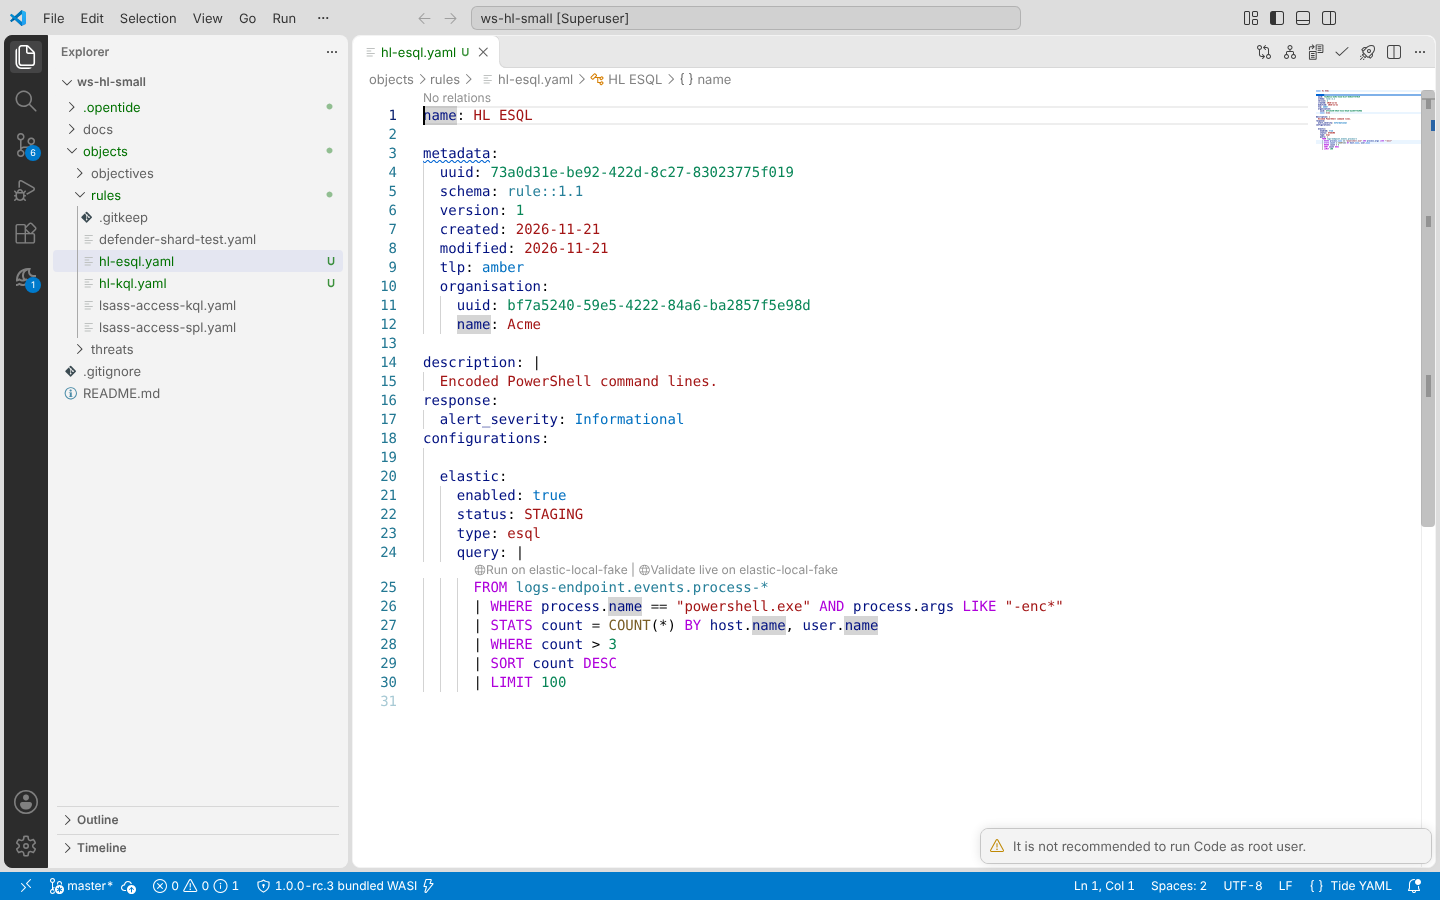 File Edit Selection View Go Run ··· ws-hl-small [Superuser]
Explorer
ws-hl-small
.opentide
docs
objects
objectives
rules
.gitkeep
defender-shard-test.yaml
hl-esql.yaml U
hl-kql.yaml U
lsass-access-kql.yaml
lsass-access-spl.yaml
threats
.gitignore
README.md
Outline
Timeline
6
1
hl-esql.yaml U
objects > rules > hl-esql.yaml > HL ESQL > { } name
No relations
1 name: HL ESQL
2
3 metadata:
4 uuid: 73a0d31e-be92-422d-8c27-83023775f019
5 schema: rule::1.1
6 version: 1
7 created: 2026-11-21
8 modified: 2026-11-21
9 tlp: amber
10 organisation:
11 uuid: bf7a5240-59e5-4222-84a6-ba2857f5e98d
12 name: Acme
13
14 description: |
15 Encoded PowerShell command lines.
16 response:
17 alert_severity: Informational
18 configurations:
19
20 elastic:
21 enabled: true
22 status: STAGING
23 type: esql
24 query: |
Run on elastic-local-fake | Validate live on elastic-local-fake
25 FROM logs-endpoint.events.process-*
26 | WHERE process.name == "powershell.exe" AND process.args LIKE "-enc*"
27 | STATS count = COUNT(*) BY host.name, user.name
28 | WHERE count > 3
29 | SORT count DESC
30 | LIMIT 100
31
It is not recommended to run Code as root user.
master* 0 0 1 1.0.0-rc.3 bundled WASI Ln 1, Col 1 Spaces: 2 UTF-8 LF { } Tide YAML